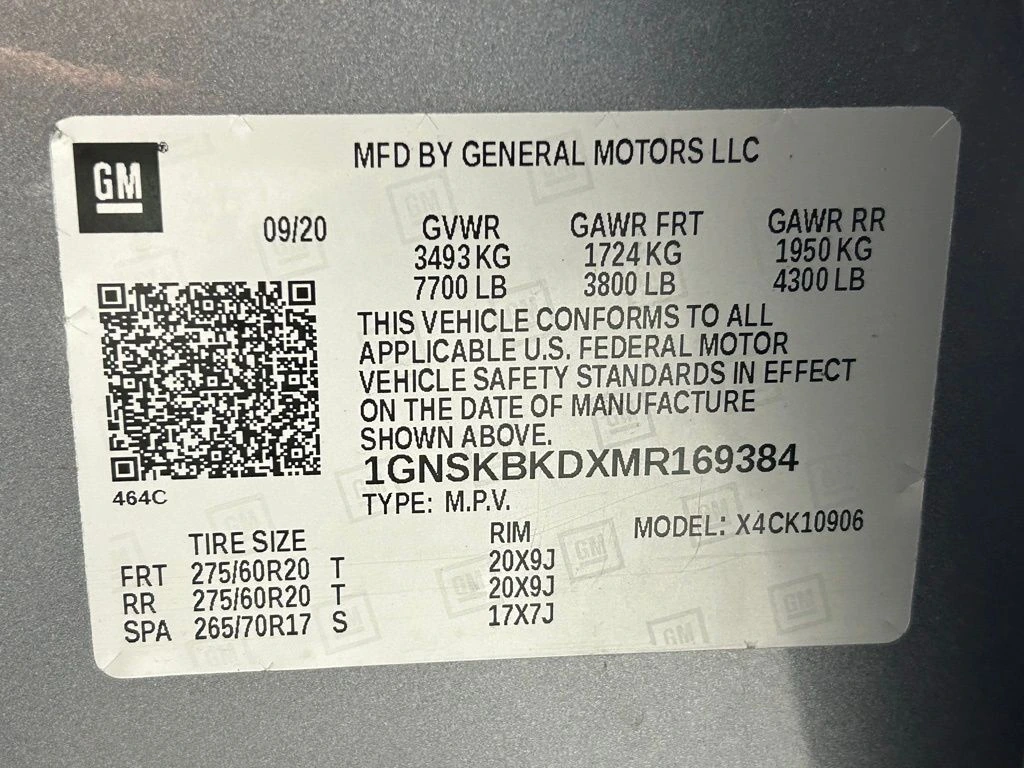 GM®
MFD BY GENERAL MOTORS LLC
09/20 GVWR GAWR FRT GAWR RR
3493 KG 1724 KG 1950 KG
7700 LB 3800 LB 4300 LB
THIS VEHICLE CONFORMS TO ALL
APPLICABLE U.S. FEDERAL MOTOR
VEHICLE SAFETY STANDARDS IN EFFECT
ON THE DATE OF MANUFACTURE
SHOWN ABOVE.
1GNSKBKDXMR169384
464C
TYPE: M.P.V.
MODEL: X4CK10906
TIRE SIZE RIM
FRT 275/60R20 T 20X9J
RR 275/60R20 T 20X9J
SPA 265/70R17 S 17X7J